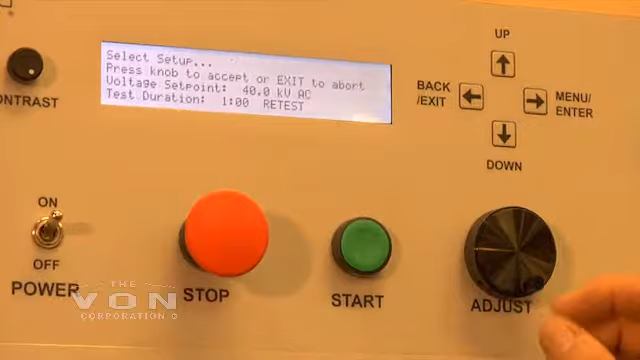 Select Setup...
Press knob to accept or EXIT to abort
Voltage Setpoint: 40.0 kV AC
Test Duration: 1:00 RETEST
UP
BACK
/EXIT
MENU/
ENTER
DOWN
ONTRAST
ON
OFF
POWER
STOP
START
ADJUST
THE
VON
CORPORATION